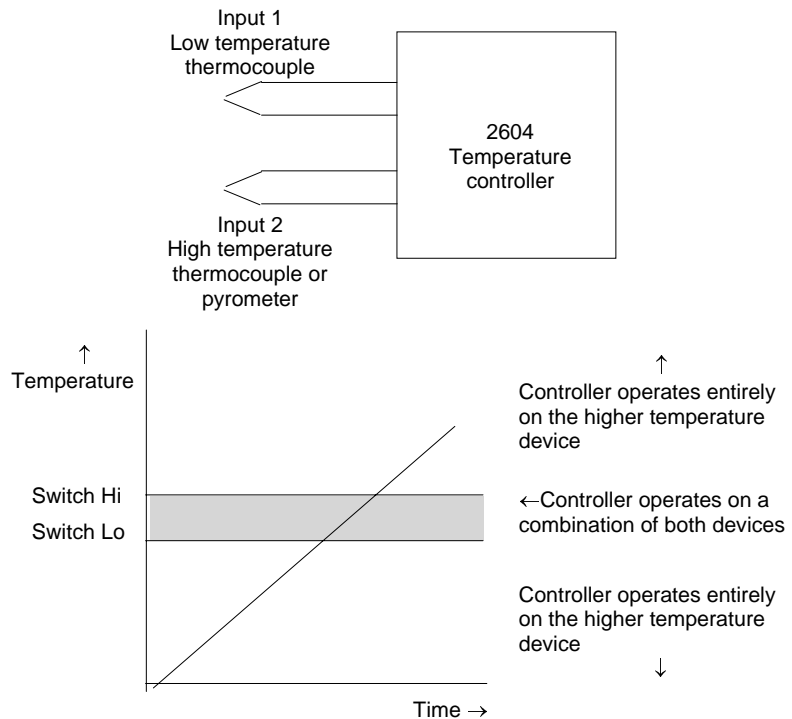 Input 1
Low temperature
thermocouple
2604
Temperature
controller
Input 2
High temperature
thermocouple or
pyrometer
↑
Temperature
↑
Controller operates entirely
on the higher temperature
device
Switch Hi
←Controller operates on a
combination of both devices
Switch Lo
Controller operates entirely
on the higher temperature
device
↓
Time →